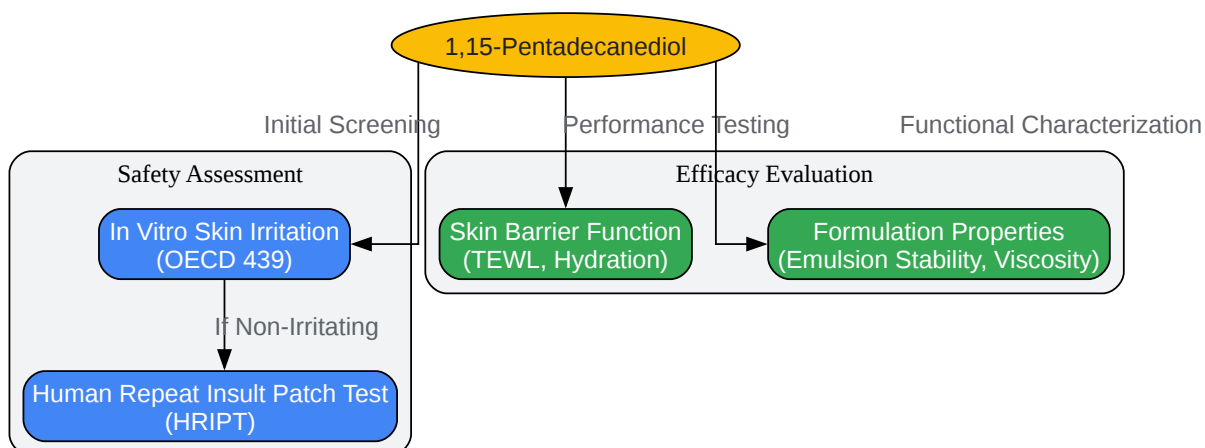 1,15-Pentadecanediol
Initial Screening
Performance Testing
Functional Characterization
Safety Assessment
Efficacy Evaluation
In Vitro Skin Irritation
(OECD 439)
Skin Barrier Function
(TEWL, Hydration)
Formulation Properties
(Emulsion Stability, Viscosity)
If Non-Irritating
Human Repeat Insult Patch Test
(HRIPT)